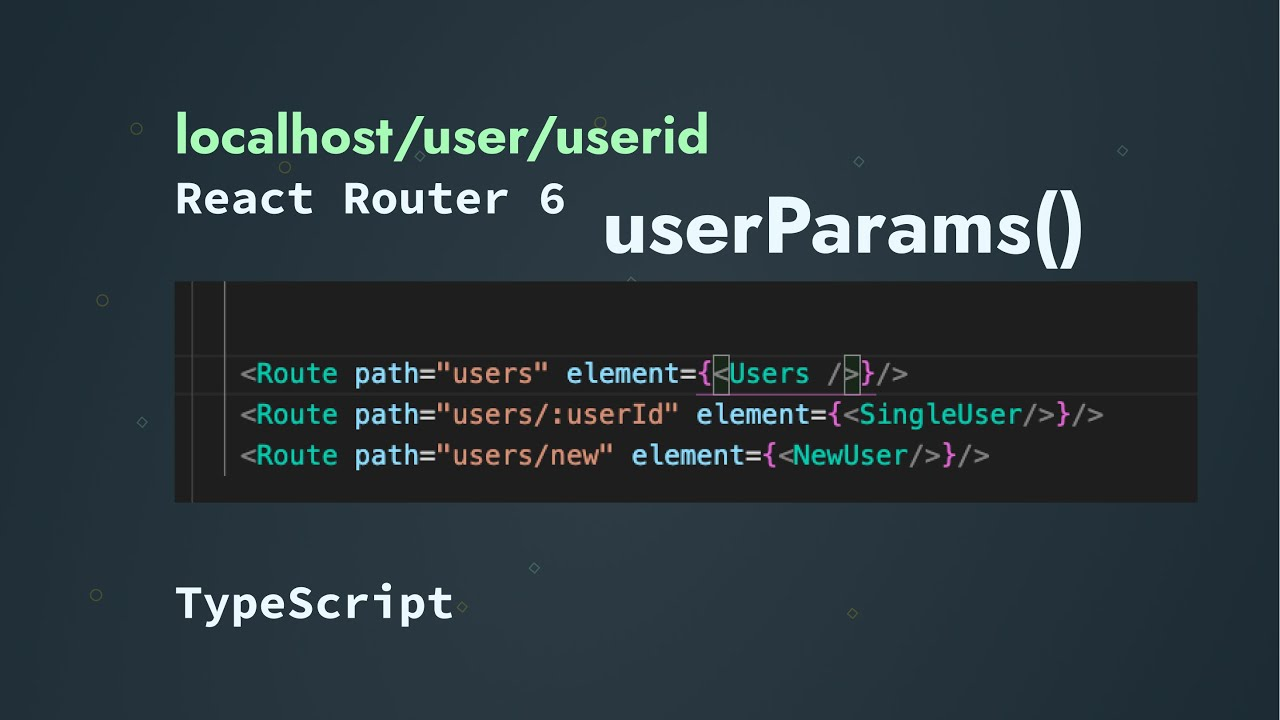 localhost/user/userid
React Router 6
userParams()
<Route path="users" element={<Users />}/>
<Route path="users/:userId" element={<SingleUser/>}/>
<Route path="users/new" element={<NewUser/>}/>
TypeScript